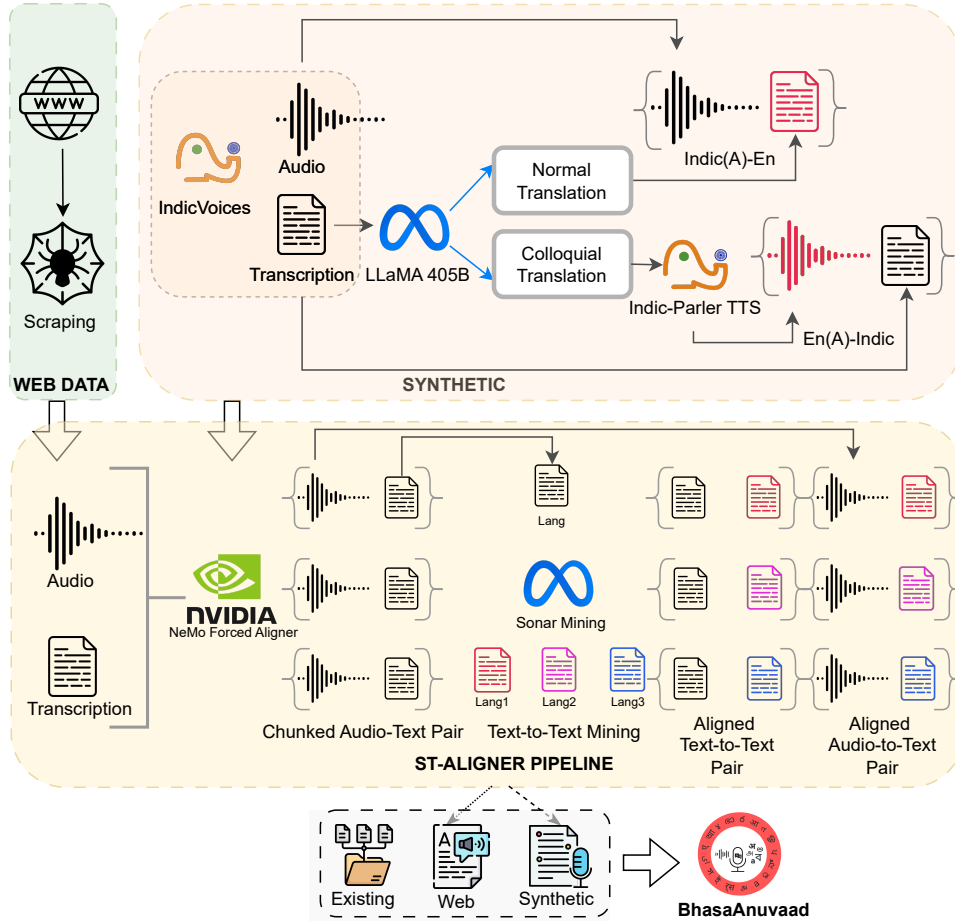 WWW
Scraping
WEB DATA
IndicVoices
Audio
Transcription
LLaMA 405B
Normal
Translation
Colloquial
Translation
Indic-Parler TTS
Indic(A)-En
En(A)-Indic
SYNTHETIC
Audio
Transcription
NVIDIA
NeMo Forced Aligner
Lang
Sonar Mining
Lang1
Lang2
Lang3
Chunked Audio-Text Pair
Text-to-Text Mining
Aligned
Text-to-Text
Pair
Aligned
Audio-to-Text
Pair
ST-ALIGNER PIPELINE
Existing
A
Web
Synthetic
BhasaAnuvaad